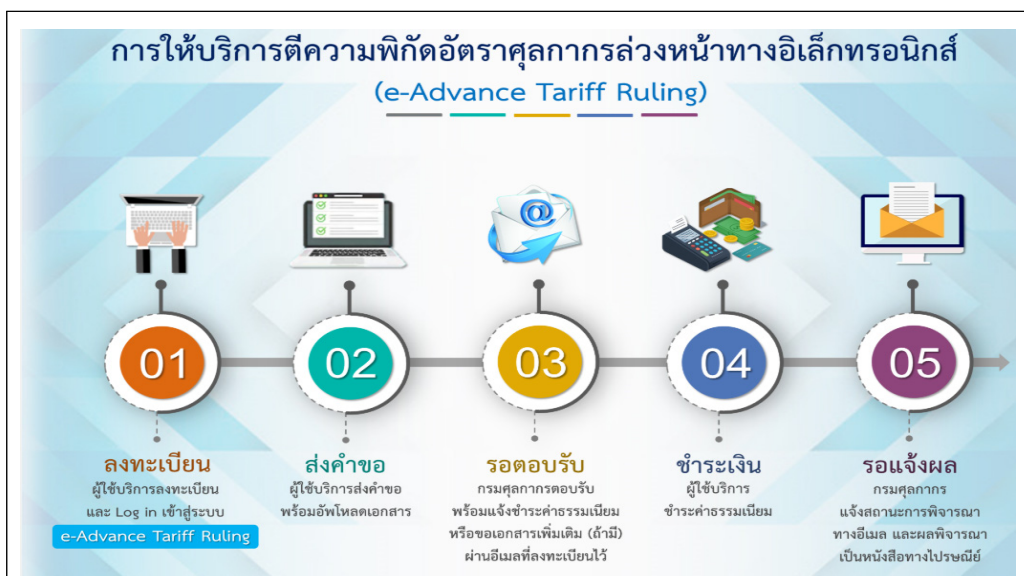 การให้บริการตีความพิกัดอัตราศุลกากรล่วงหน้าทางอิเล็กทรอนิกส์
(e-Advance Tariff Ruling)
@
01
02
03
04
05
ลงทะเบียน
ผู้ใช้บริการลงทะเบียน
และ Log in เข้าสู่ระบบ
e-Advance Tariff Ruling
ส่งคำขอ
ผู้ใช้บริการส่งคำขอ
พร้อมอัพโหลดเอกสาร
รอตอบรับ
กรมศุลกากรตอบรับ
พร้อมแจ้งชำระค่าธรรมเนียม
หรือขอเอกสารเพิ่มเติม (ถ้ามี)
ผ่านอีเมลที่ลงทะเบียนไว้
ชำระเงิน
ผู้ใช้บริการ
ชำระค่าธรรมเนียม
รอแจ้งผล
กรมศุลกากร
แจ้งสถานะการพิจารณา
ทางอีเมล และผลพิจารณา
เป็นหนังสือทางไปรษณีย์